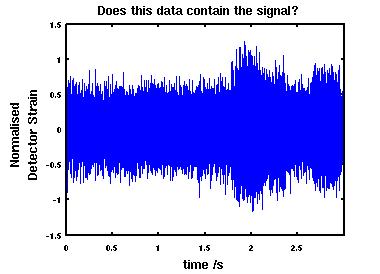 Does this data contain the signal?
1.5
1
0.5
0
-0.5
-1
-1.5
Normalised
Detector Strain
0 0.5 1 1.5 2 2.5
time /s